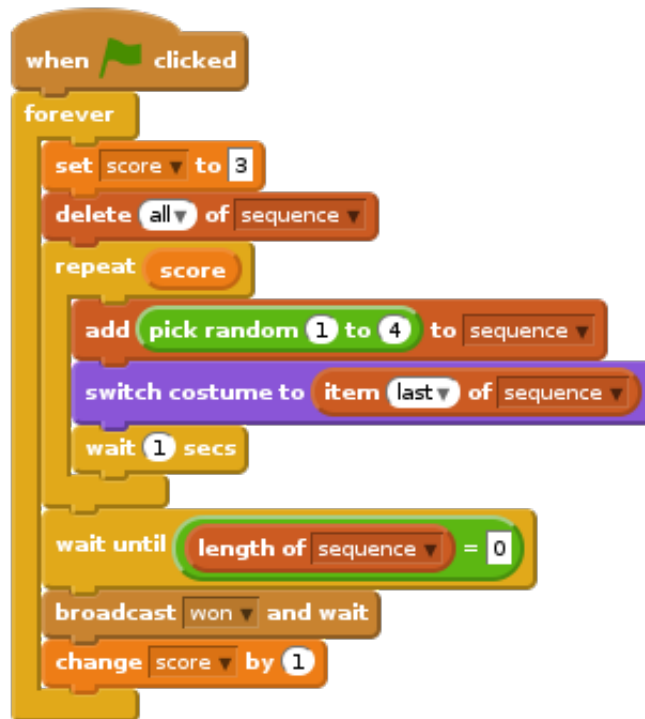 when clicked
forever
set score to 3
delete all of sequence
repeat score
add pick random 1 to 4 to sequence
switch costume to item last of sequence
wait 1 secs
wait until length of sequence = 0
broadcast won and wait
change score by 1